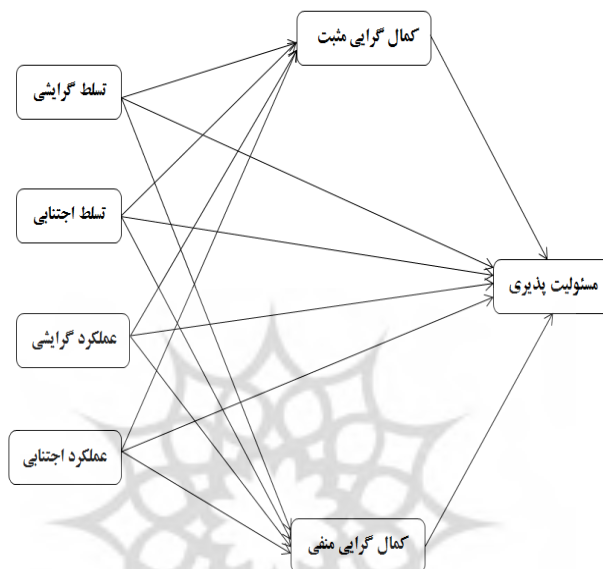 کمال گرایی مثبت
تسلط گرایشی
تسلط اجتنابی
مسئولیت پذیری
عملکرد گرایشی
عملکرد اجتنابی
کمال گرایی منفی